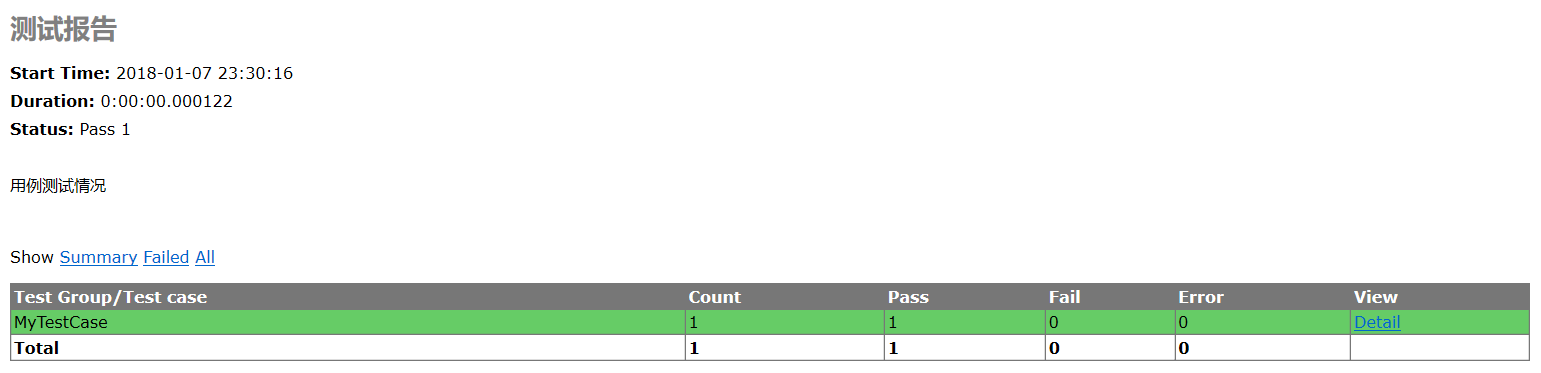 测试报告
Start Time: 2018-01-07 23:30:16
Duration: 0:00:00.000122
Status: Pass 1
用例测试情况
Show Summary Failed All
Test Group/Test case Count Pass Fail Error View
MyTestCase 1 1 0 0 Detail
Total 1 1 0 0